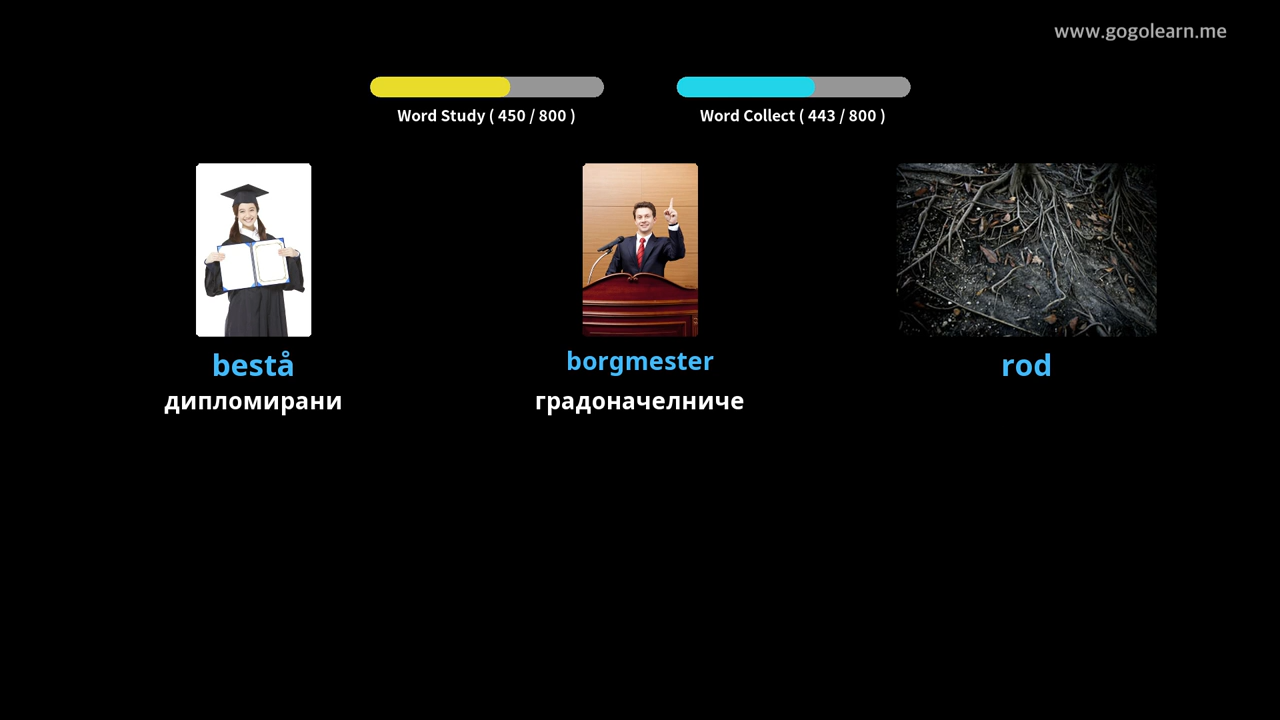 www.gogolearn.me
Word Study ( 450 / 800 )
Word Collect ( 443 / 800 )
bestå
borgmester
rod
дипломирани
градоначелниче